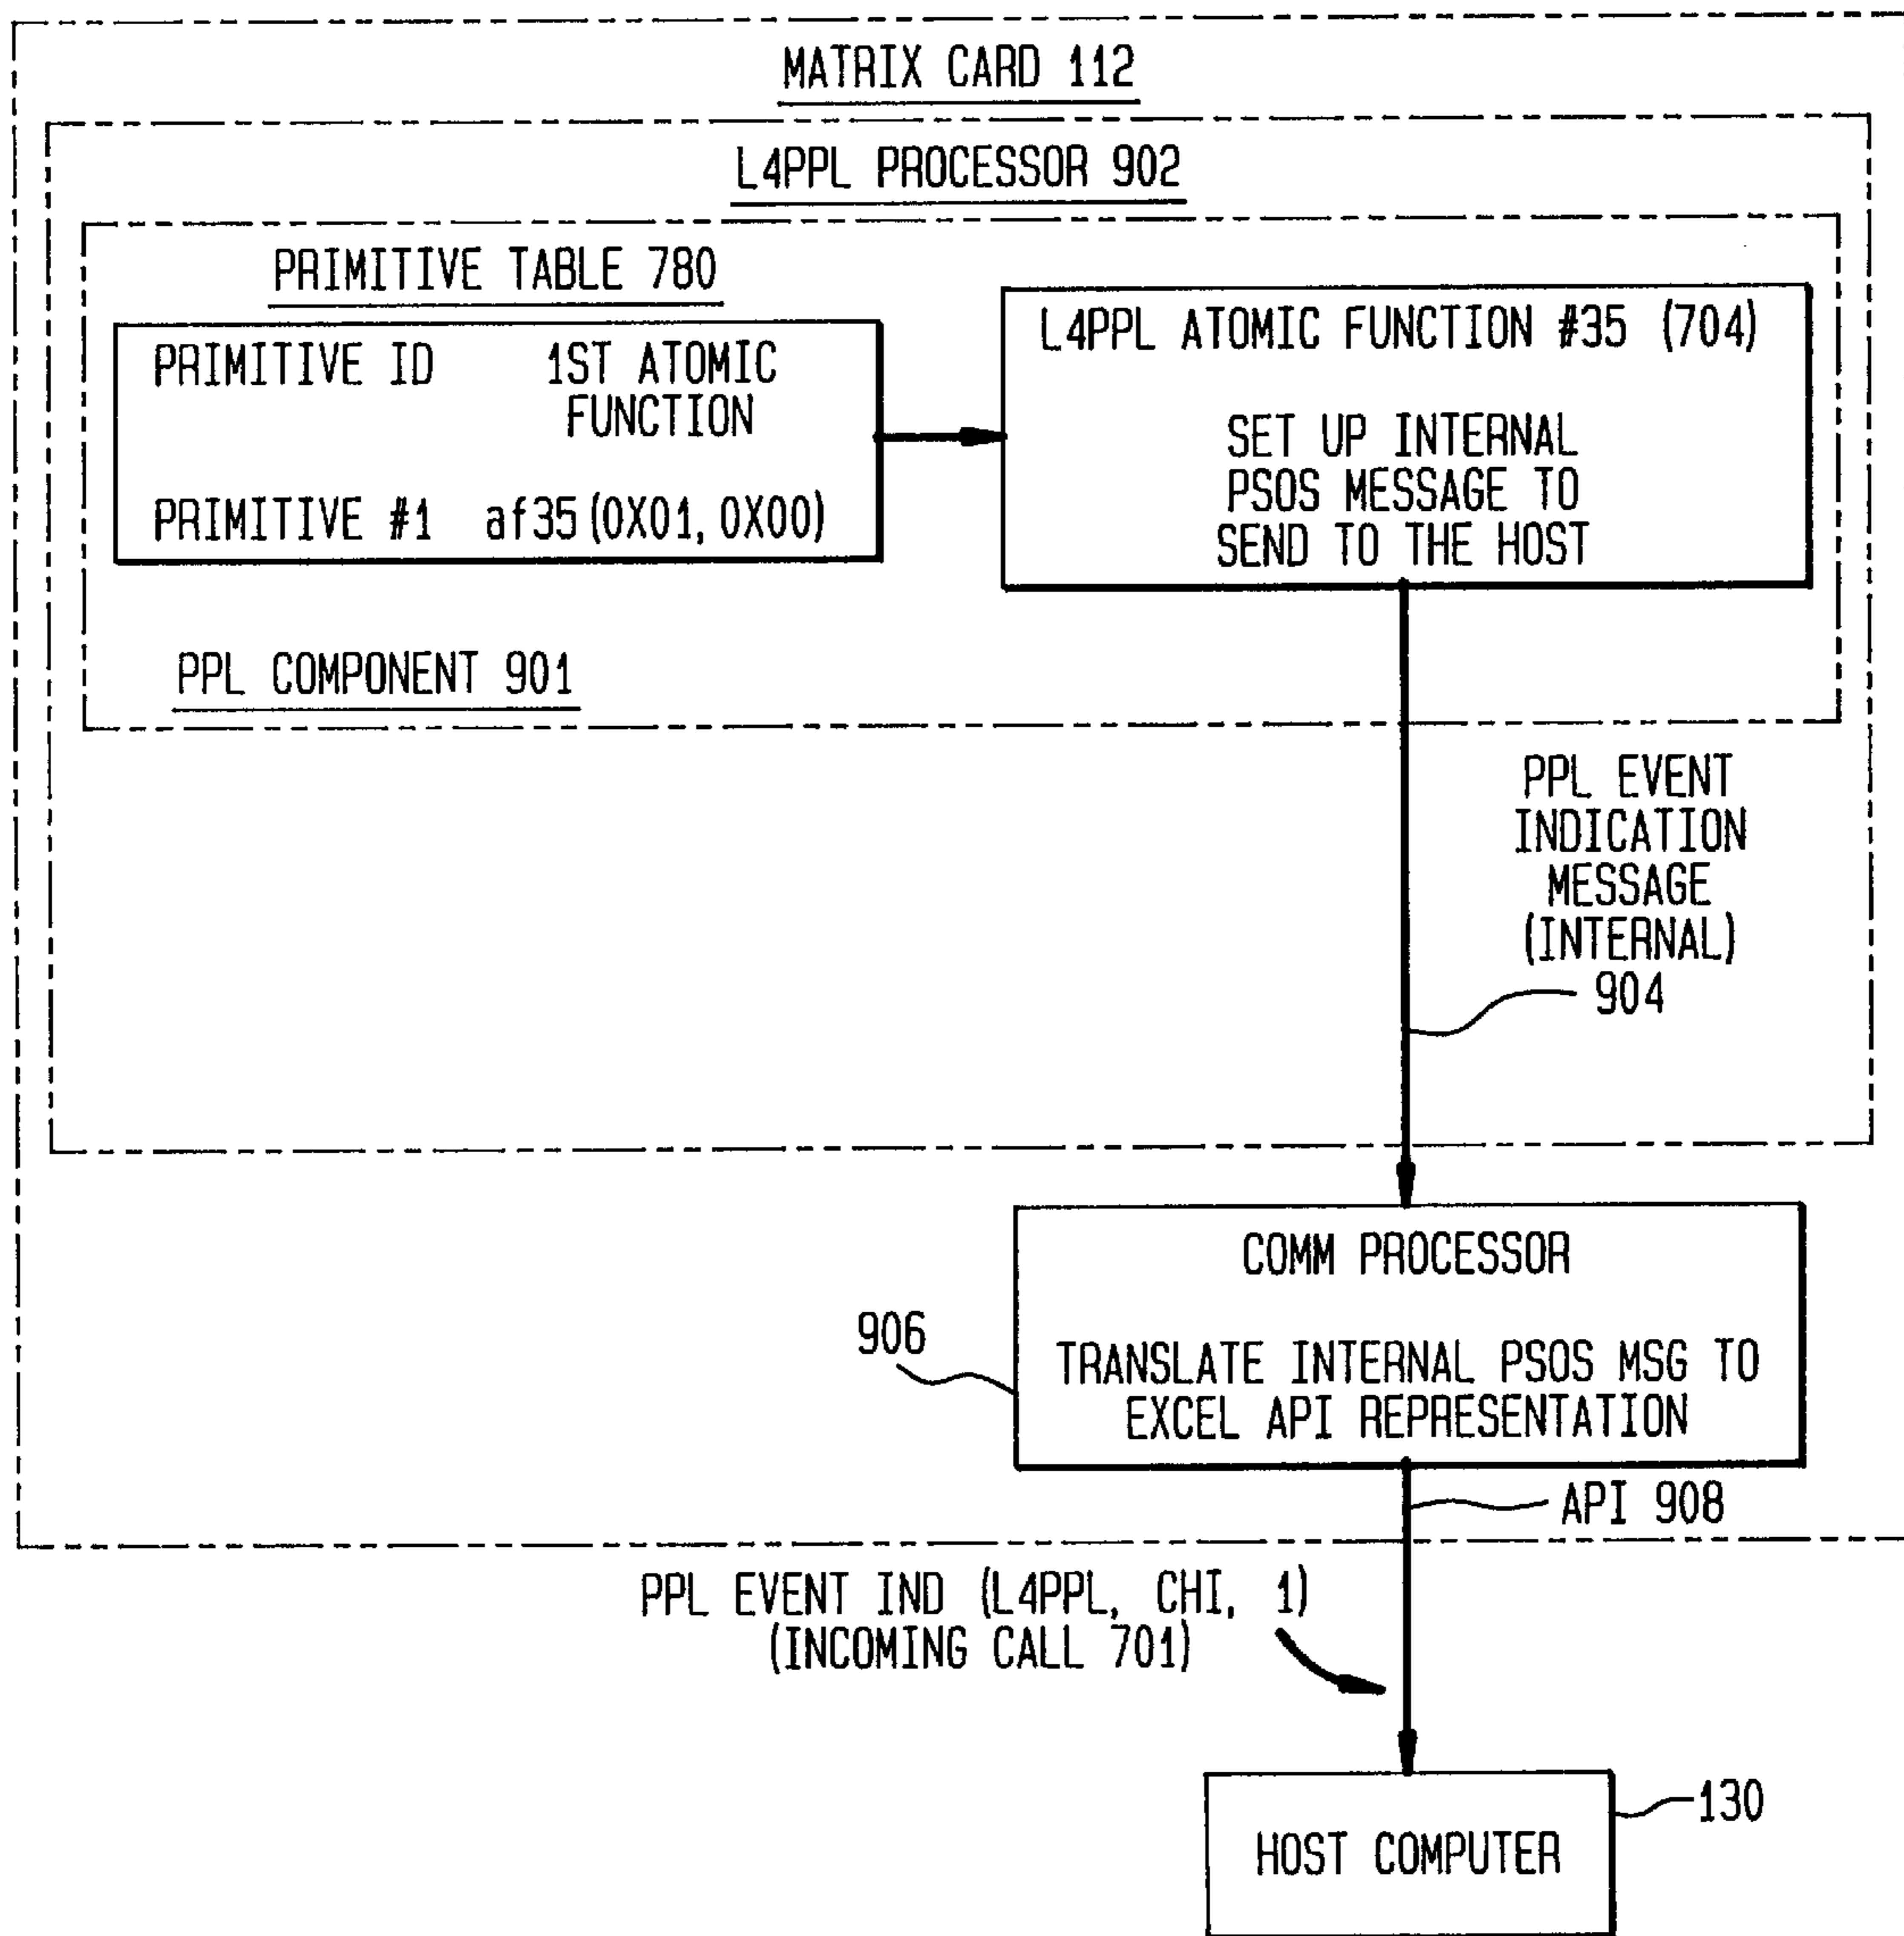 MATRIX CARD 112
L4PPL PROCESSOR 902
PRIMITIVE TABLE 780
PRIMITIVE ID 1ST ATOMIC
FUNCTION
PRIMITIVE #1 af35(0X01, 0X00)
L4PPL ATOMIC FUNCTION #35 (704)
SET UP INTERNAL
PSOS MESSAGE TO
SEND TO THE HOST
PPL COMPONENT 901
PPL EVENT
INDICATION
MESSAGE
(INTERNAL)
904
COMM PROCESSOR
906
TRANSLATE INTERNAL PSOS MSG TO
EXCEL API REPRESENTATION
API 908
PPL EVENT IND (L4PPL, CHI, 1)
(INCOMING CALL 701)
130
HOST COMPUTER